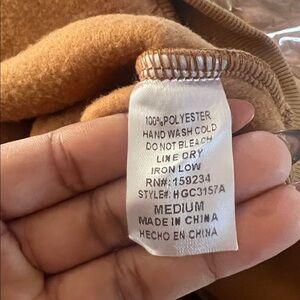 100% POLYESTER
HAND WASH COLD
DO NOT BLEACH
LINE DRY
IRON LOW
RN#: 159234
STYLE#: HGC3157A
MEDIUM
MADE IN CHINA
HECHO EN CHINA